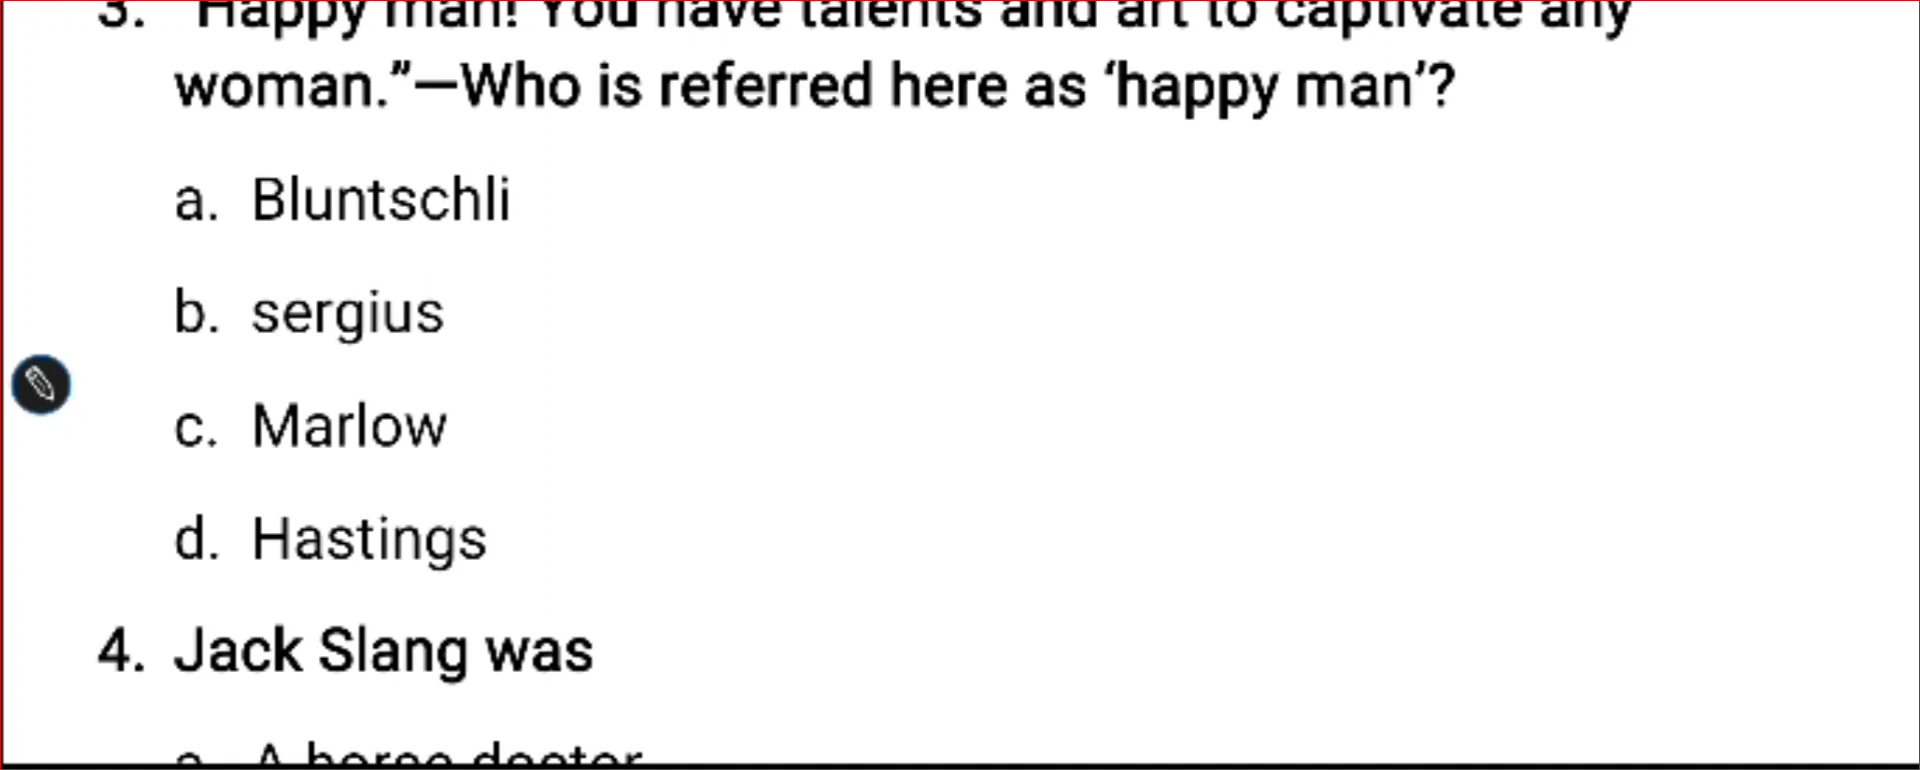 3. "Happy man! You have talents and art to captivate any
woman.”—Who is referred here as ‘happy man’?
a. Bluntschli
b. sergius
c. Marlow
d. Hastings
4. Jack Slang was
a. A horse doctor